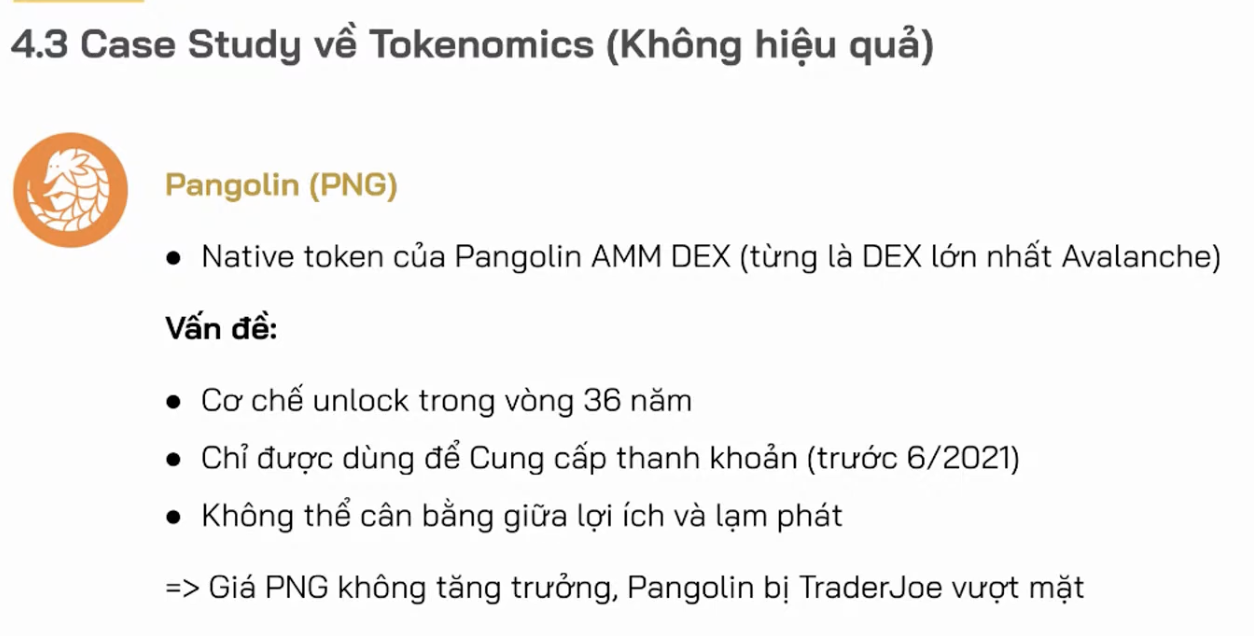 4.3 Case Study về Tokenomics (Không hiệu quả)
Pangolin (PNG)
● Native token của Pangolin AMM DEX (từng là DEX lớn nhất Avalanche)
Vấn đề:
● Cơ chế unlock trong vòng 36 năm
● Chỉ được dùng để Cung cấp thanh khoản (trước 6/2021)
● Không thể cân bằng giữa lợi ích và lạm phát
=> Giá PNG không tăng trưởng, Pangolin bị TraderJoe vượt mặt